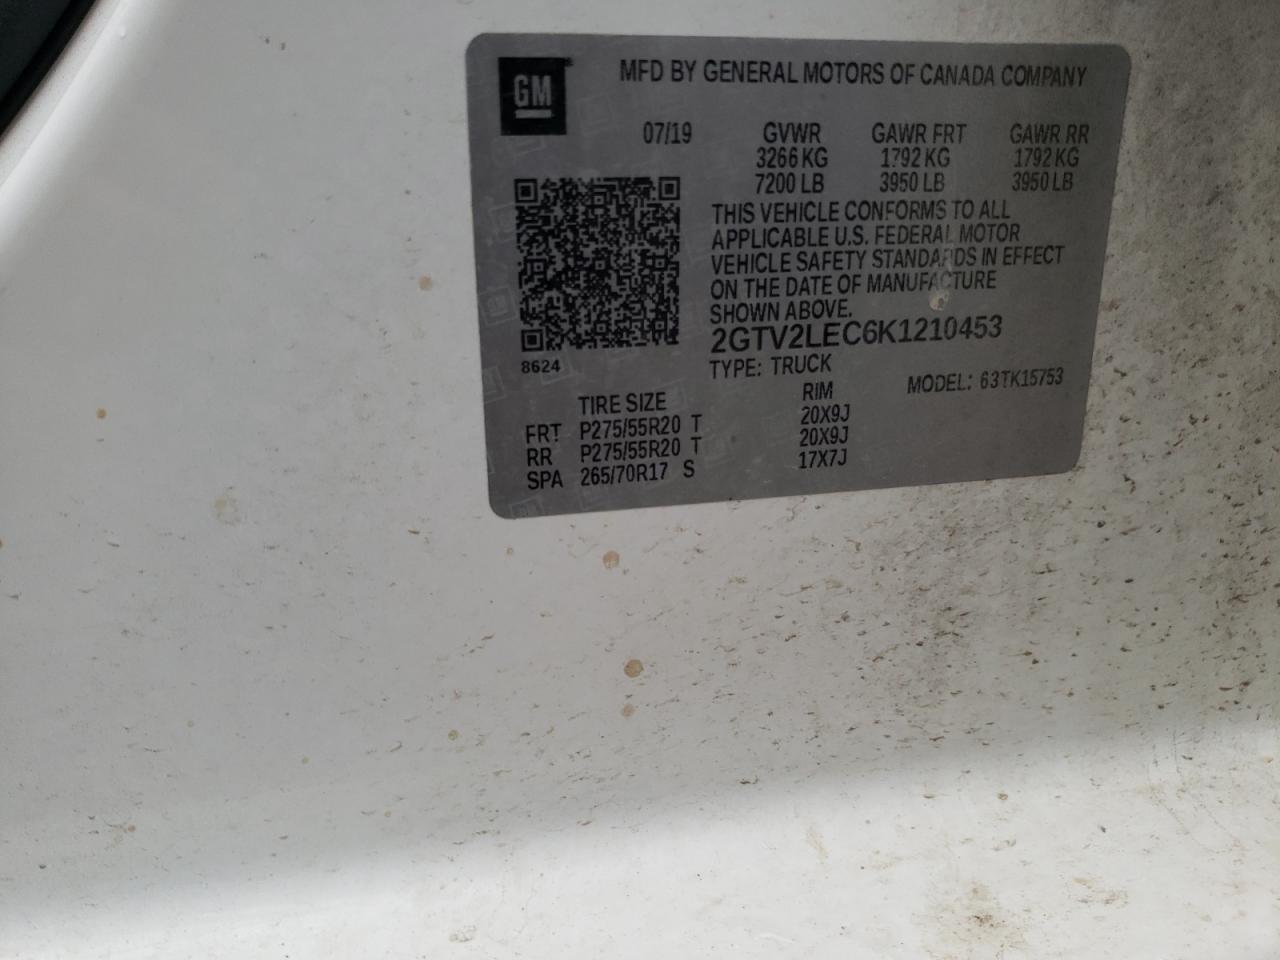 GM
MFD BY GENERAL MOTORS OF CANADA COMPANY
07/19 GVWR GAWR FRT GAWR RR
3266 KG 1792 KG 1792 KG
7200 LB 3950 LB 3950 LB
THIS VEHICLE CONFORMS TO ALL
APPLICABLE U.S. FEDERAL MOTOR
VEHICLE SAFETY STANDARDS IN EFFECT
ON THE DATE OF MANUFACTURE
SHOWN ABOVE.
2GTV2LEC6K1210453
8624
TYPE: TRUCK
MODEL: 63TK15753
TIRE SIZE RIM
FRT P275/55R20 T 20X9J
RR P275/55R20 T 20X9J
SPA 265/70R17 S 17X7J